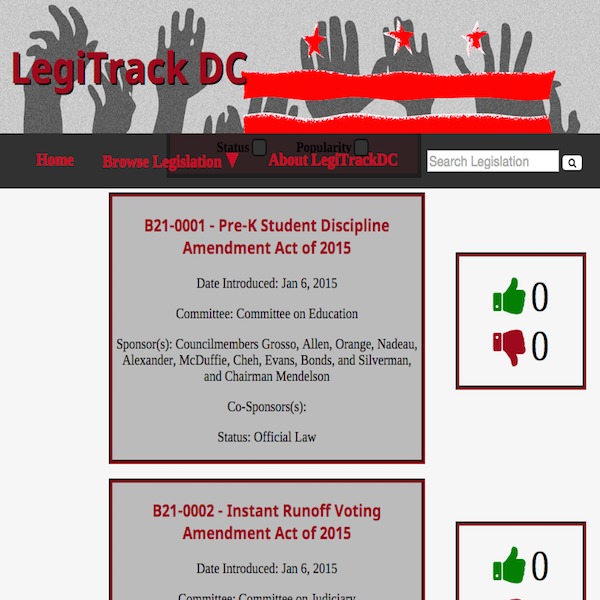 LegiTrack DC
Status Popularity
Home Browse Legislation ▼ About LegiTrackDC Search Legislation
B21-0001 - Pre-K Student Discipline
Amendment Act of 2015
Date Introduced: Jan 6, 2015
Committee: Committee on Education
Sponsor(s): Councilmembers Grosso, Allen, Orange, Nadeau,
Alexander, McDuffie, Cheh, Evans, Bonds, and Silverman,
and Chairman Mendelson
Co-Sponsors(s):
Status: Official Law
0
0
B21-0002 - Instant Runoff Voting
Amendment Act of 2015
Date Introduced: Jan 6, 2015
Committee: Committee on Judiciary
0